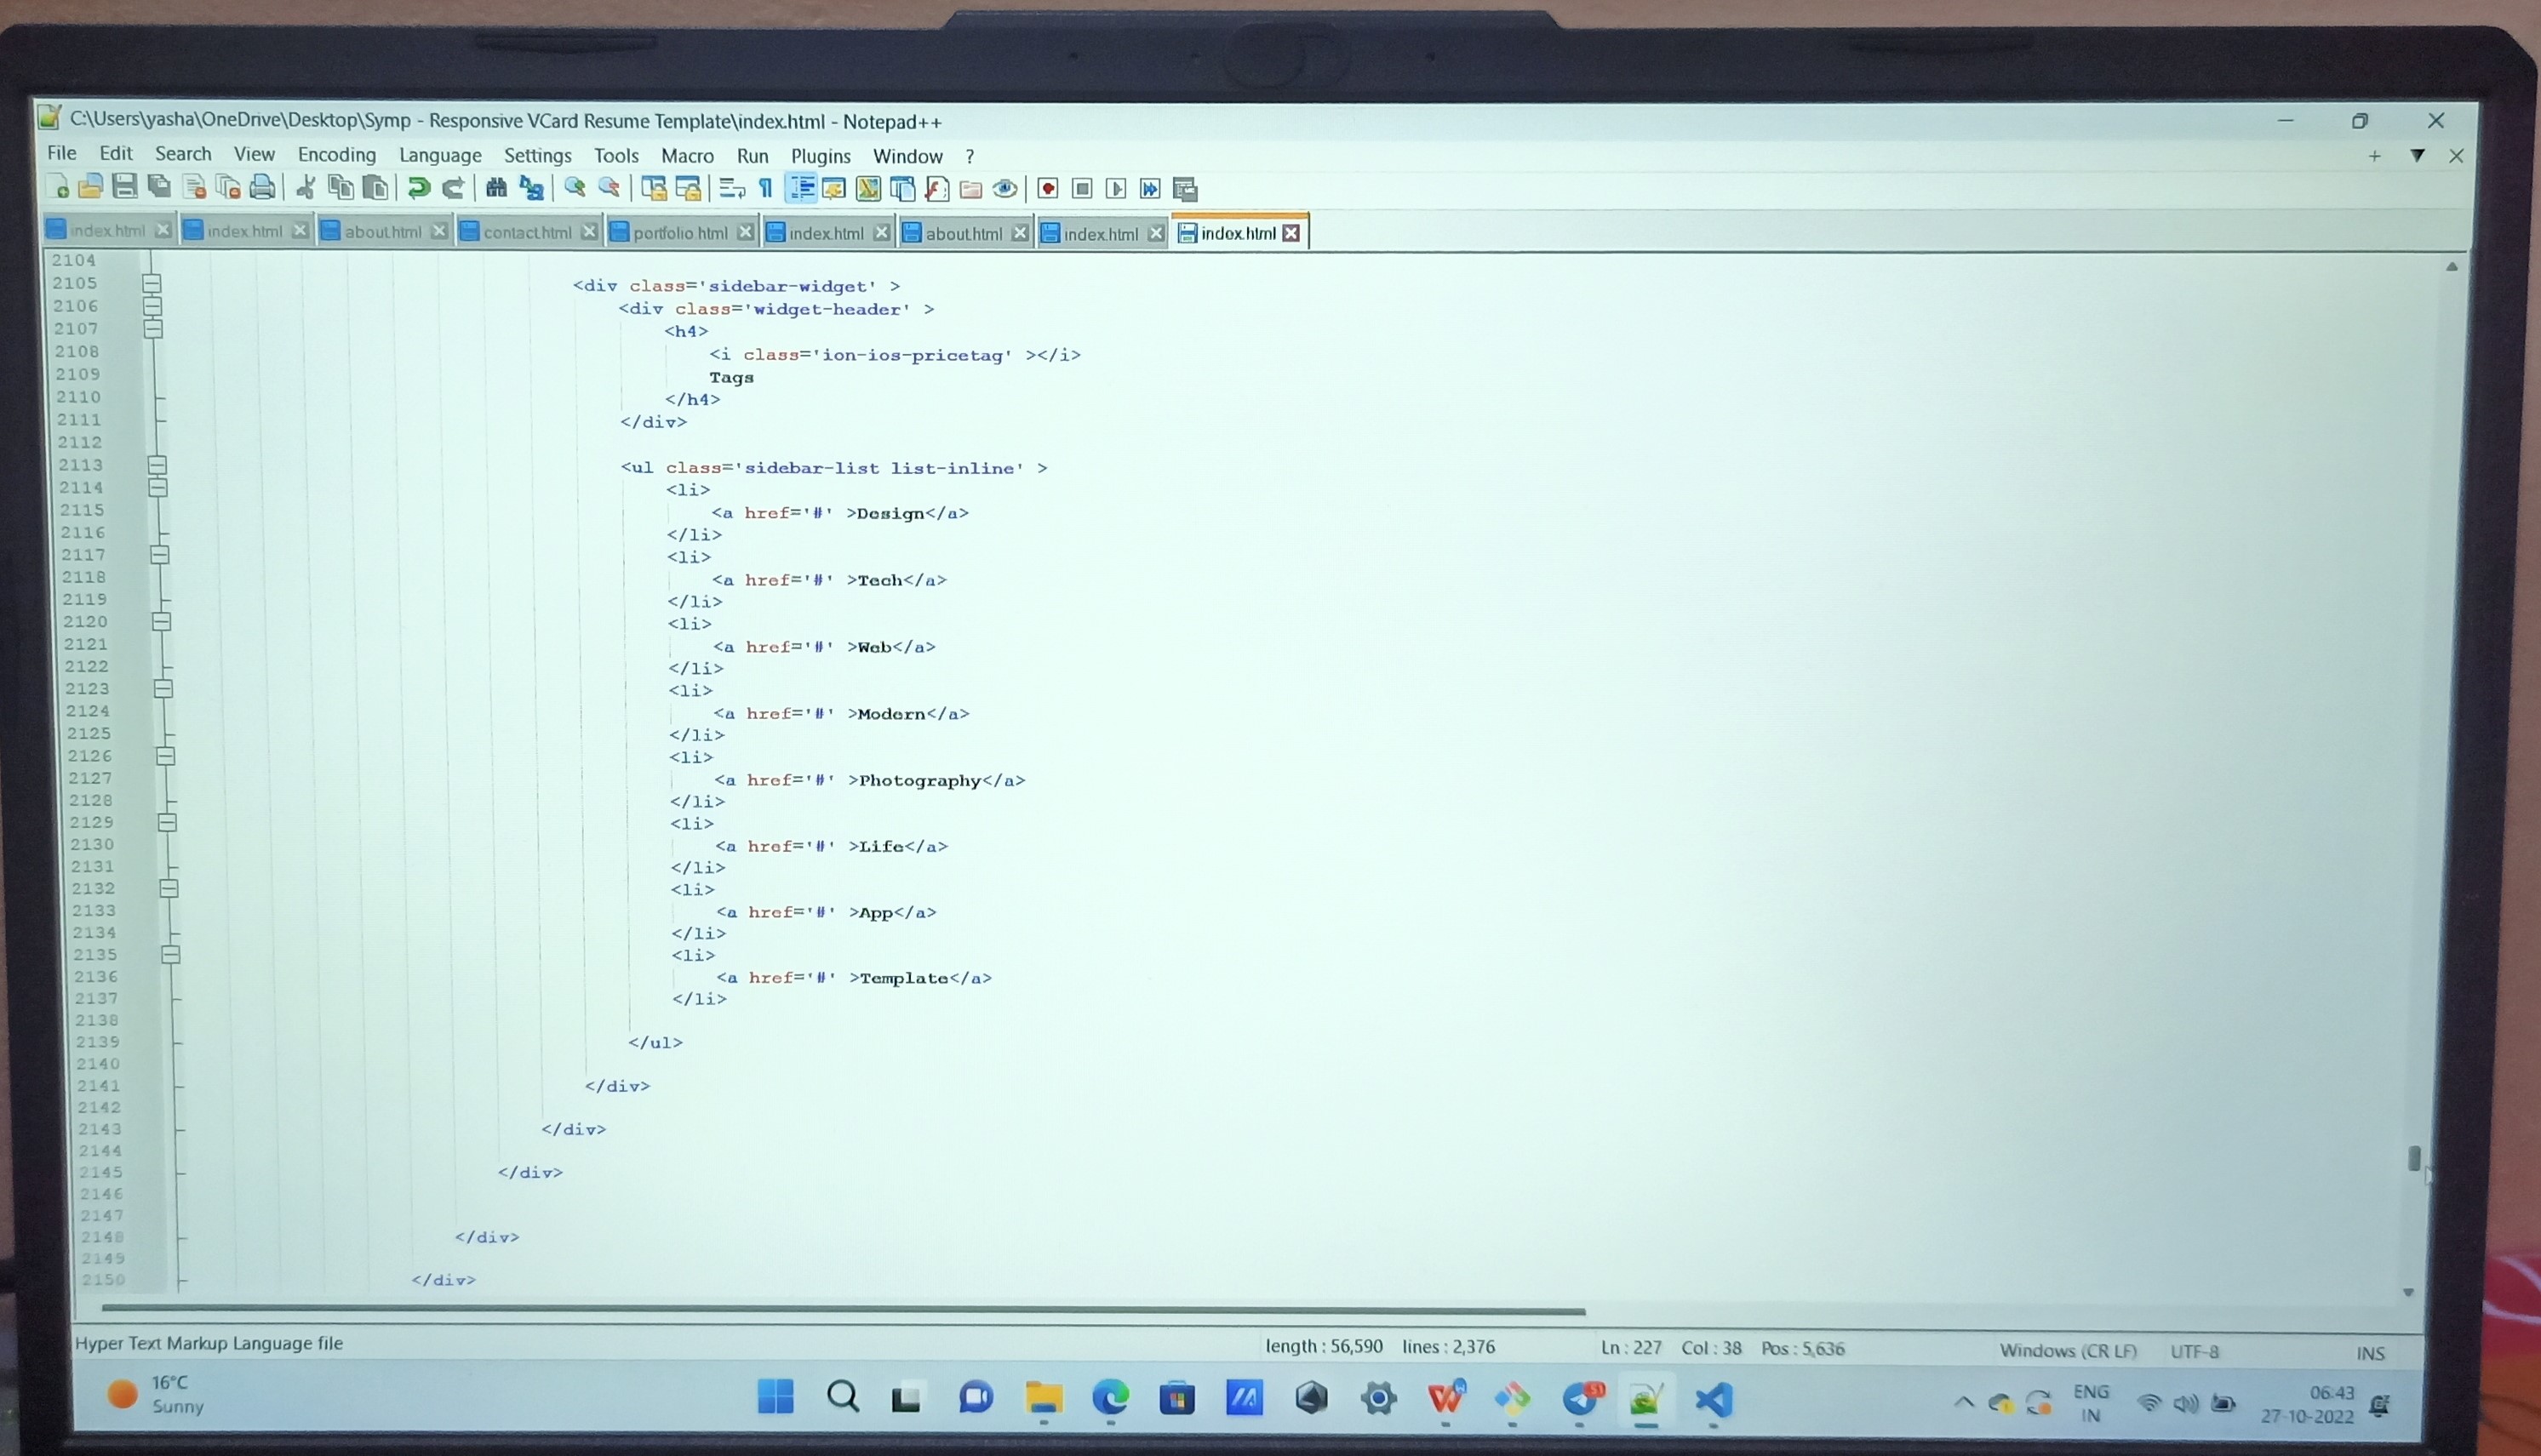 C:\Users\yasha\OneDrive\Desktop\Symp - Responsive VCard Resume Template\index.html - Notepad++
File Edit Search View Encoding Language Settings Tools Macro Run Plugins Window ?
index.html index.html about.html contact.html portfolio.html index.html about.html index.html index.html
2104
2105 <div class='sidebar-widget' >
2106 <div class='widget-header' >
2107 <h4>
2108 <i class='ion-ios-pricetag' ></i>
2109 Tags
2110 </h4>
2111 </div>
2112
2113 <ul class='sidebar-list list-inline' >
2114 <li>
2115 <a href='#' >Design</a>
2116 </li>
2117 <li>
2118 <a href='#' >Tech</a>
2119 </li>
2120 <li>
2121 <a href='#' >Web</a>
2122 </li>
2123 <li>
2124 <a href='#' >Modern</a>
2125 </li>
2126 <li>
2127 <a href='#' >Photography</a>
2128 </li>
2129 <li>
2130 <a href='#' >Life</a>
2131 </li>
2132 <li>
2133 <a href='#' >App</a>
2134 </li>
2135 <li>
2136 <a href='#' >Template</a>
2137 </li>
2138
2139 </ul>
2140
2141 </div>
2142
2143 </div>
2144
2145 </div>
2146
2147
2148 </div>
2149
2150 </div>
Hyper Text Markup Language file length : 56,590 lines : 2,376 Ln : 227 Col : 38 Pos : 5,636 Windows (CR LF) UTF-8 INS
16°C
Sunny
51
ENG
IN
06:43
27-10-2022